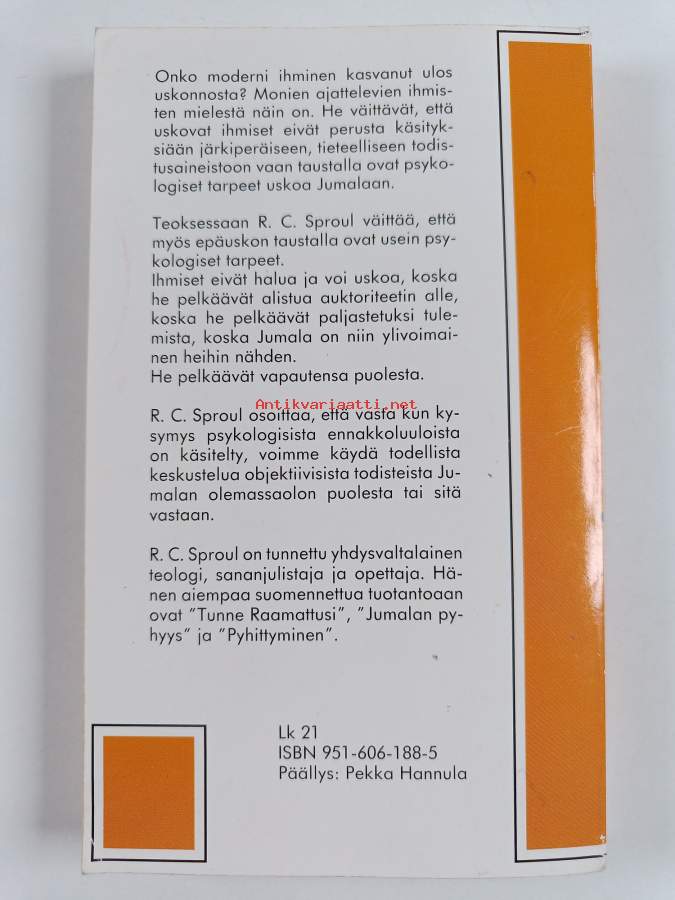 Onko moderni ihminen kasvanut ulos
uskonnosta? Monien ajattelevien ihmis-
ten mielestä näin on. He väittävät, että
uskovat ihmiset eivät perusta käsityk-
siään järkiperäiseen, tieteelliseen todis-
tusaineistoon vaan taustalla ovat psyko-
logiset tarpeet uskoa Jumalaan.
Teoksessaan R. C. Sproul väittää, että
myös epäuskon taustalla ovat usein psy-
kologiset tarpeet.
Ihmiset eivät halua ja voi uskoa, koska
he pelkäävät alistua auktoriteetin alle,
koska he pelkäävät paljastetuksi tule-
mista, koska Jumala on niin ylivoimai-
nen heihin nähden.
He pelkäävät vapautensa puolesta.
Antikvariaatti.net
R. C. Sproul osoittaa, että vasta kun ky-
symys psykologisista ennakkoluuloista
on käsitelty, voimme käydä todellista
keskustelua objektiivisista todisteista Ju-
malan olemassaolon puolesta tai sitä
vastaan.
R. C. Sproul on tunnettu yhdysvaltalainen
teologi, sananjulistaja ja opettaja. Hä-
nen aiempaa suomennettua tuotantoaan
ovat "Tunne Raamattusi", "Jumalan py-
hyys" ja "Pyhittyminen".
Lk 21
ISBN 951-606-188-5
Päällys: Pekka Hannula